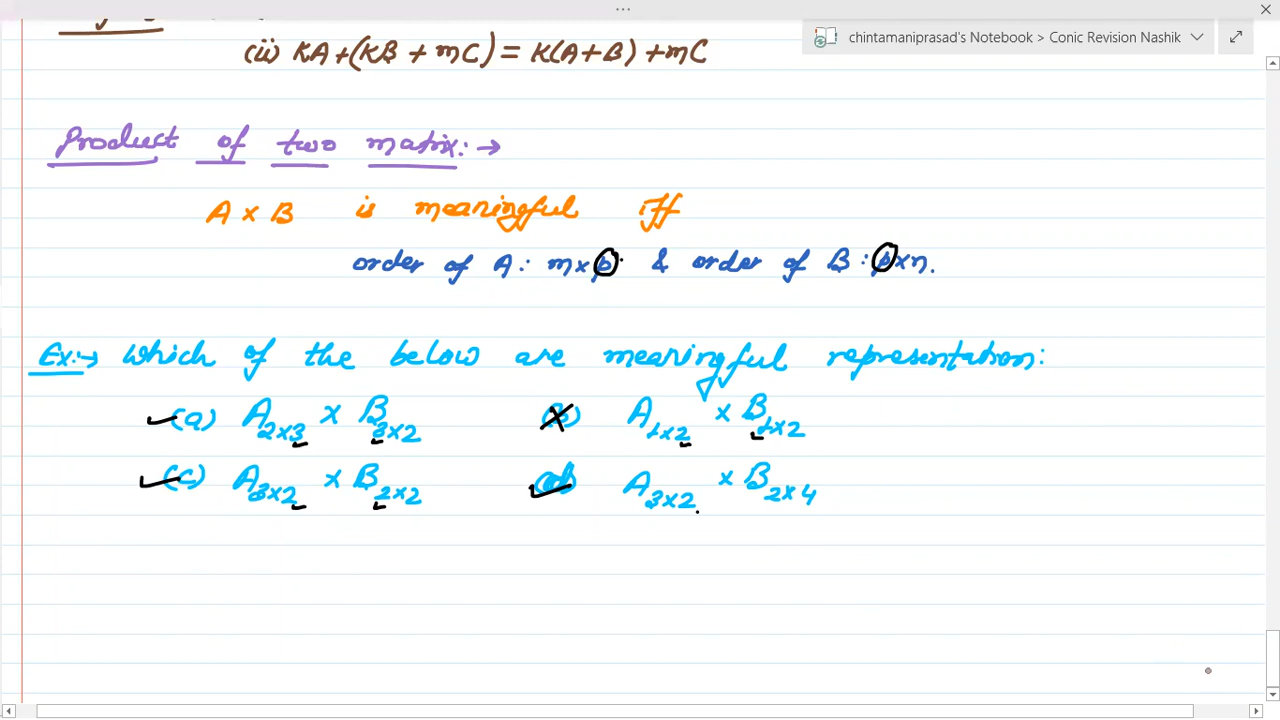 ...
chintamaniprasad's Notebook > Conic Revision Nashik
(ii) KA+(KB + mC) = K(A+B) + mC
Product of two matrix:→
A × B is meaningful iff
order of A: m×p & order of B: p×n.
Ex:→ Which of the below are meaningful representation:
(a) A2×3 × B3×2 (b) A1×2 × B1×2
(c) A3×2 × B2×2 (d) A3×2 × B2×4